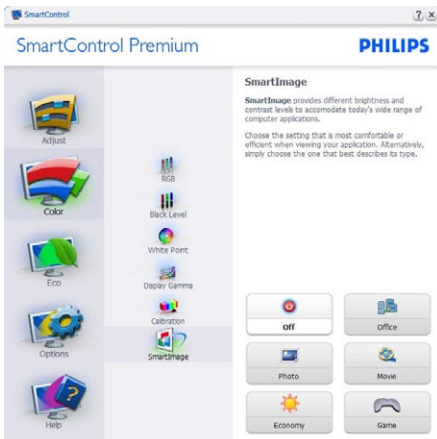 SmartControl
? x
SmartControl Premium
PHILIPS
Adjust
Color
Eco
Options
Help
RGB
Black Level
White Point
Display Gamma
Calibration
SmartImage
SmartImage
SmartImage provides different brightness and
contrast levels to accomodate today's wide range of
computer applications.
Choose the setting that is most comfortable or
efficient when viewing your application. Alternatively,
simply choose the one that best describes its type.
Off
Office
Photo
Movie
Economy
Game